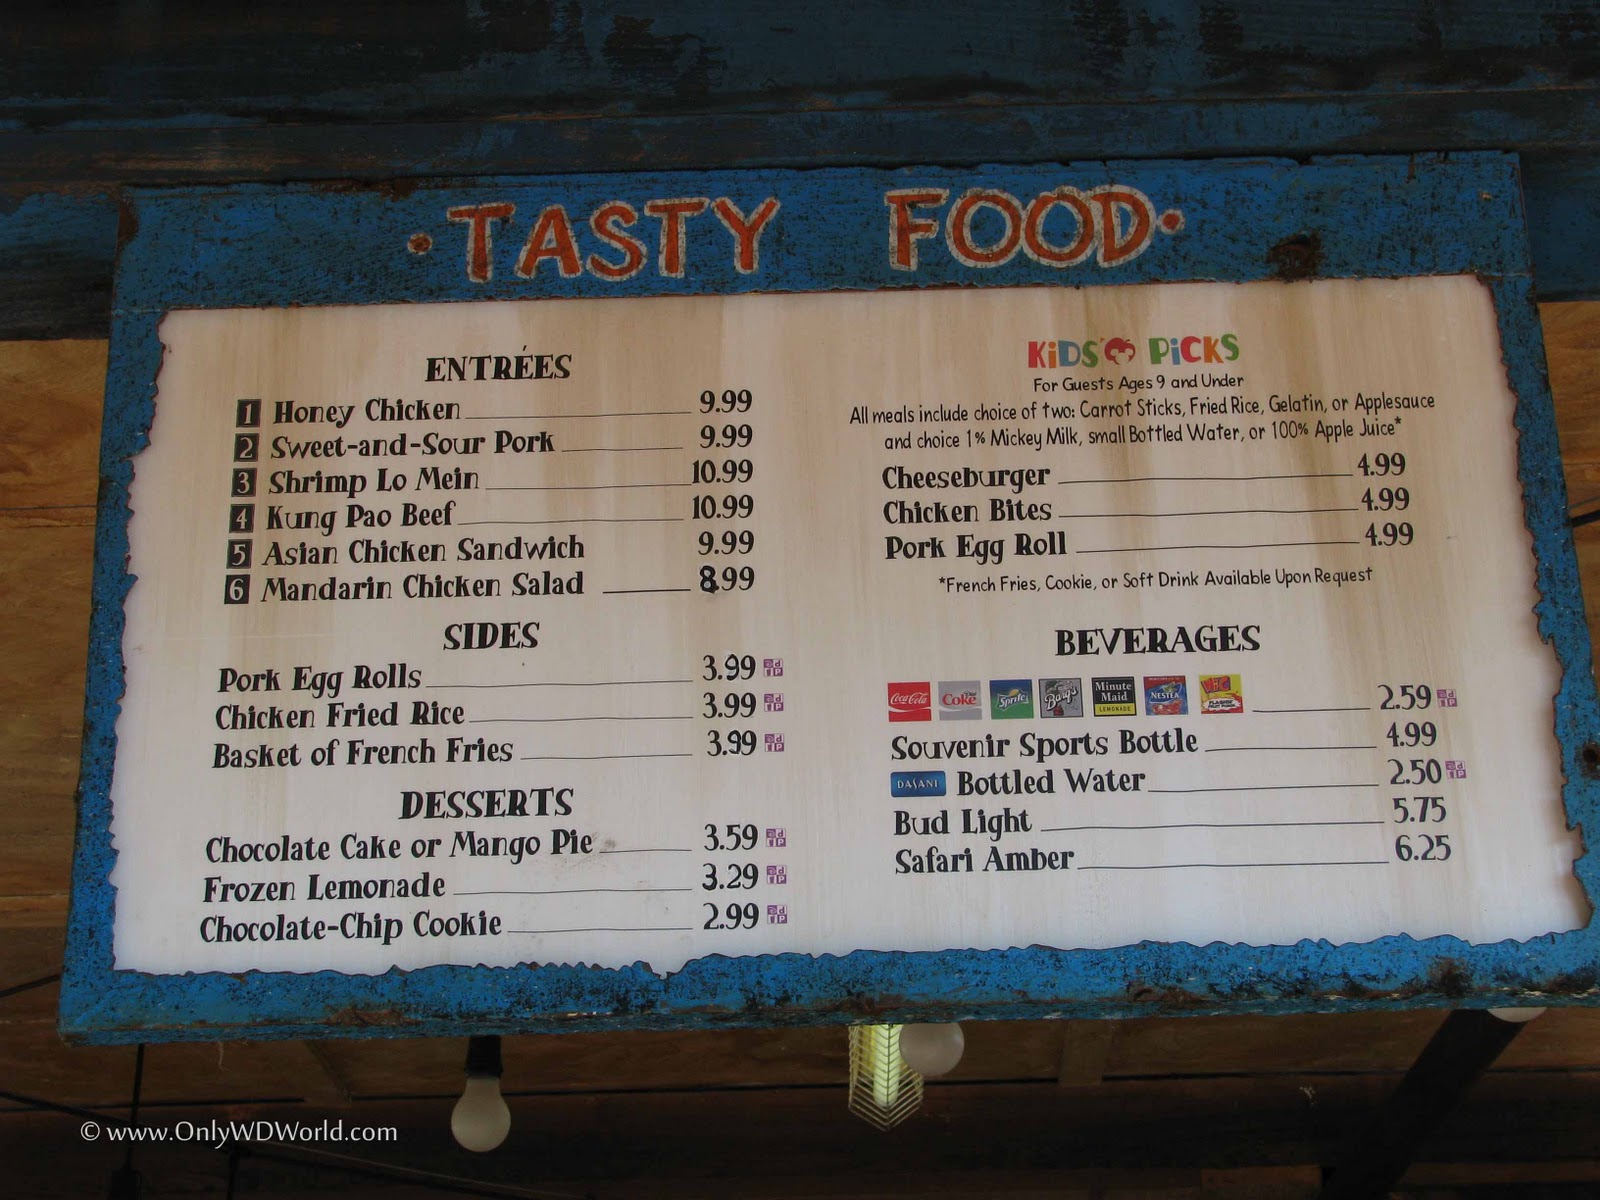 • TASTY FOOD •
ENTRÉES
1 Honey Chicken 9.99
2 Sweet-and-Sour Pork 9.99
3 Shrimp Lo Mein 10.99
4 Kung Pao Beef 10.99
5 Asian Chicken Sandwich 9.99
6 Mandarin Chicken Salad 8.99
SIDES
Pork Egg Rolls 3.99
Chicken Fried Rice 3.99
Basket of French Fries 3.99
DESSERTS
Chocolate Cake or Mango Pie 3.59
Frozen Lemonade 3.29
Chocolate-Chip Cookie 2.99
KiDS' PiCKS
For Guests Ages 9 and Under
All meals include choice of two: Carrot Sticks, Fried Rice, Gelatin, or Applesauce
and choice 1% Mickey Milk, small Bottled Water, or 100% Apple Juice*
Cheeseburger 4.99
Chicken Bites 4.99
Pork Egg Roll 4.99
*French Fries, Cookie, or Soft Drink Available Upon Request
BEVERAGES
Coca-Cola Coke Sprite Barq's Minute Maid LEMONADE NESTEA 2.59
Souvenir Sports Bottle 4.99
DASANI Bottled Water 2.50
Bud Light 5.75
Safari Amber 6.25
© www.OnlyWDWorld.com